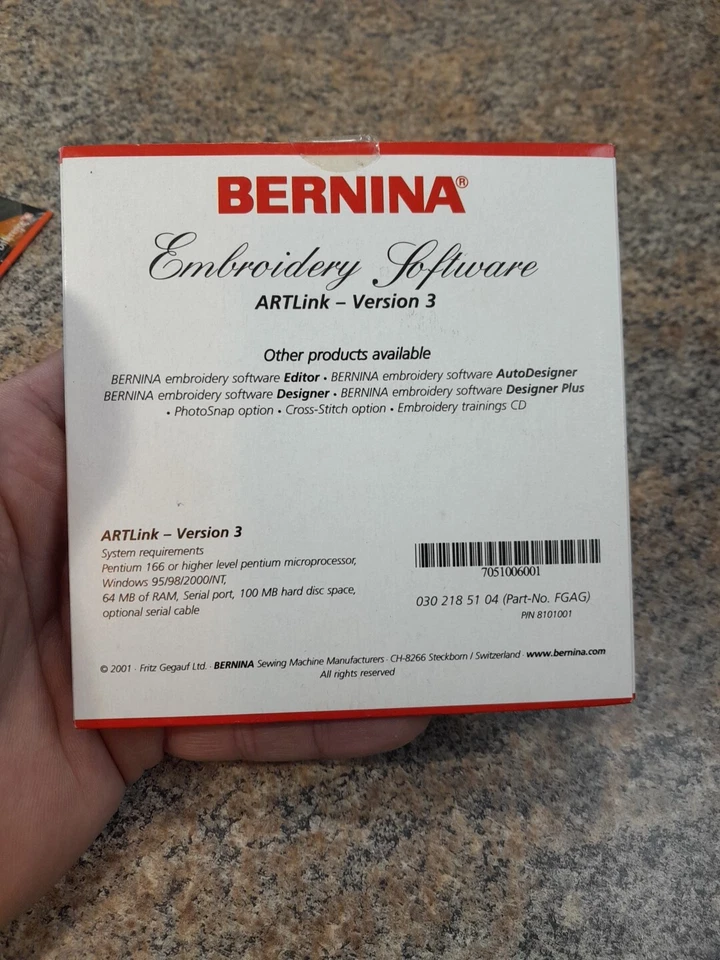 BERNINA®
Embroidery Software
ARTLink – Version 3
Other products available
BERNINA embroidery software Editor • BERNINA embroidery software AutoDesigner
BERNINA embroidery software Designer • BERNINA embroidery software Designer Plus
• PhotoSnap option • Cross-Stitch option • Embroidery trainings CD
ARTLink – Version 3
System requirements
Pentium 166 or higher level pentium microprocessor,
Windows 95/98/2000/NT,
64 MB of RAM, Serial port, 100 MB hard disc space,
optional serial cable
7051006001
030 218 51 04 (Part-No. FGAG)
P/N 8101001
© 2001 · Fritz Gegauf Ltd. · BERNINA Sewing Machine Manufacturers · CH-8266 Steckborn / Switzerland · www.bernina.com
All rights reserved